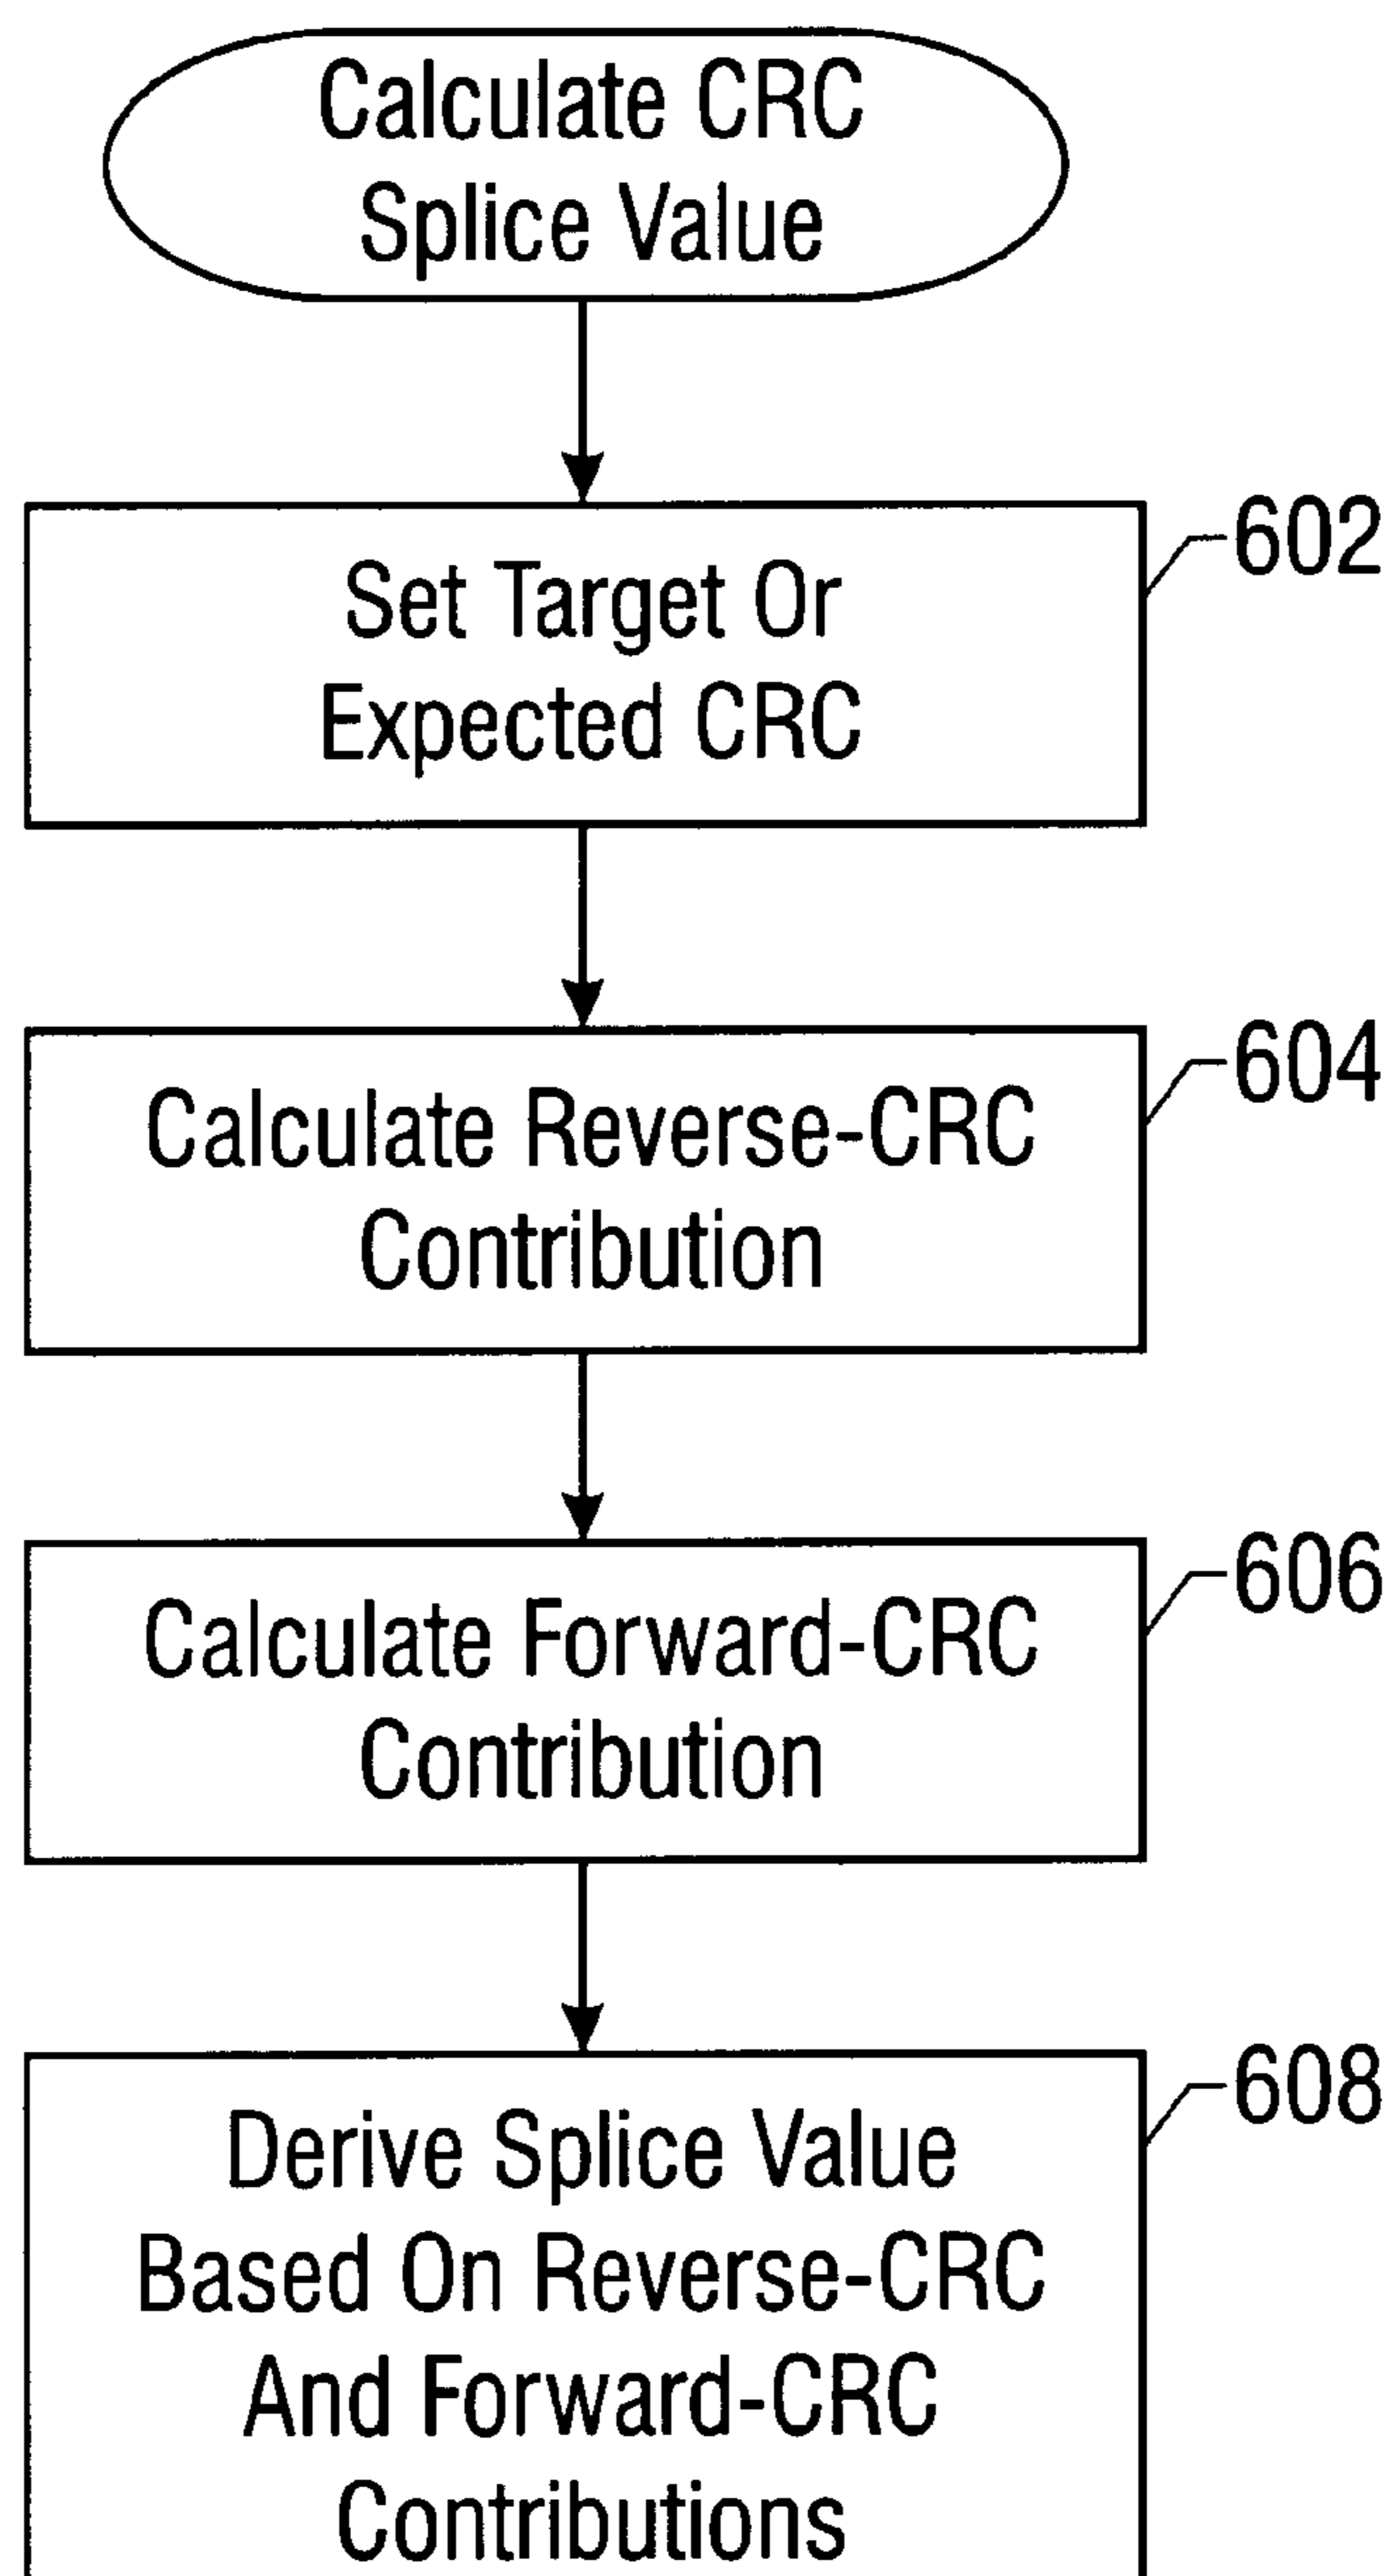 Calculate CRC
Splice Value
602
Set Target Or
Expected CRC
604
Calculate Reverse-CRC
Contribution
606
Calculate Forward-CRC
Contribution
608
Derive Splice Value
Based On Reverse-CRC
And Forward-CRC
Contributions